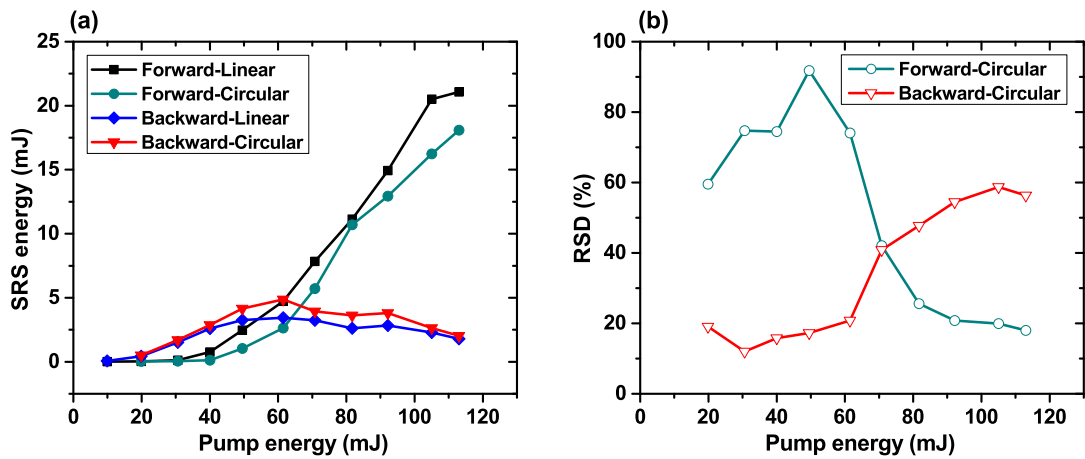 (a)
25
20
15
10
5
0
SRS energy (mJ)
Forward-Linear
Forward-Circular
Backward-Linear
Backward-Circular
0 20 40 60 80 100 120
Pump energy (mJ)
(b)
100
80
60
40
20
0
RSD (%)
Forward-Circular
Backward-Circular
0 20 40 60 80 100 120
Pump energy (mJ)